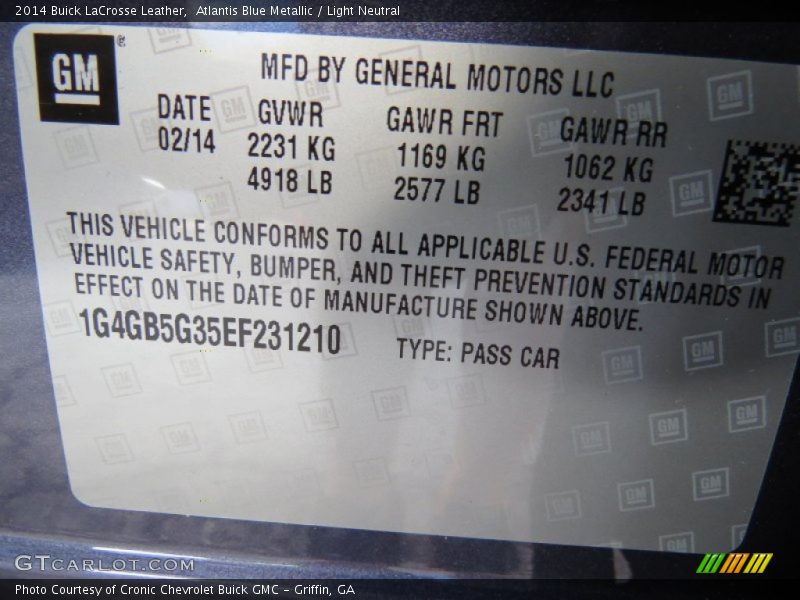 2014 Buick LaCrosse Leather,  Atlantis Blue Metallic / Light Neutral
GM
MFD BY GENERAL MOTORS LLC
DATE GVWR GAWR FRT GAWR RR
02/14 2231 KG 1169 KG 1062 KG
4918 LB 2577 LB 2341 LB
THIS VEHICLE CONFORMS TO ALL APPLICABLE U.S. FEDERAL MOTOR
VEHICLE SAFETY, BUMPER, AND THEFT PREVENTION STANDARDS IN
EFFECT ON THE DATE OF MANUFACTURE SHOWN ABOVE.
1G4GB5G35EF231210 TYPE: PASS CAR
GTCARLOT.COM
Photo Courtesy of Cronic Chevrolet Buick GMC – Griffin, GA